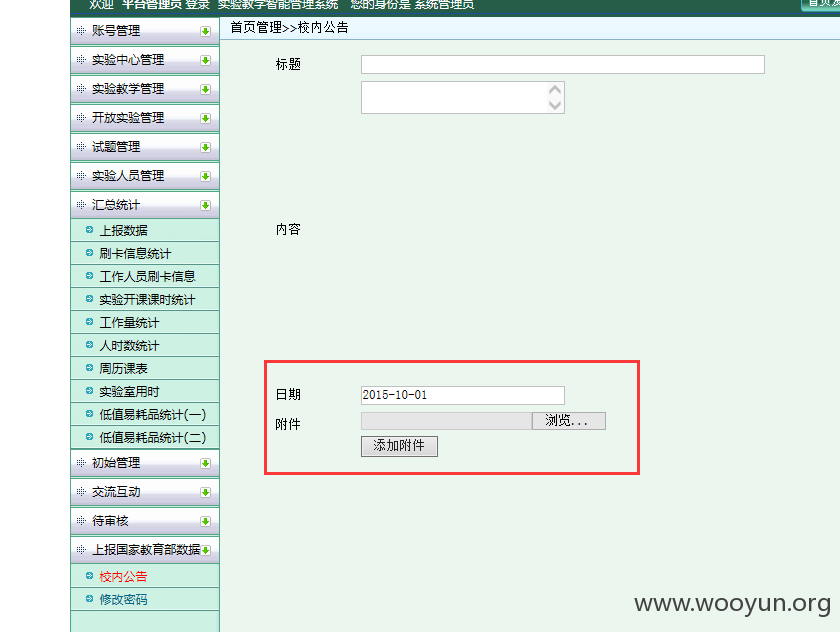 欢迎 平台管理员 登录 实验教学智能管理系统 您的身份是 系统管理员
首页
账号管理
实验中心管理
实验教学管理
开放实验管理
试题管理
实验人员管理
汇总统计
上报数据
刷卡信息统计
工作人员刷卡信息
实验开课课时统计
工作量统计
人时数统计
周历课表
实验室用时
低值易耗品统计(一)
低值易耗品统计(二)
初始管理
交流互动
待审核
上报国家教育部数据
校内公告
修改密码
首页管理>>校内公告
标题
内容
日期 2015-10-01
附件 浏览...
添加附件
www.wooyun.org